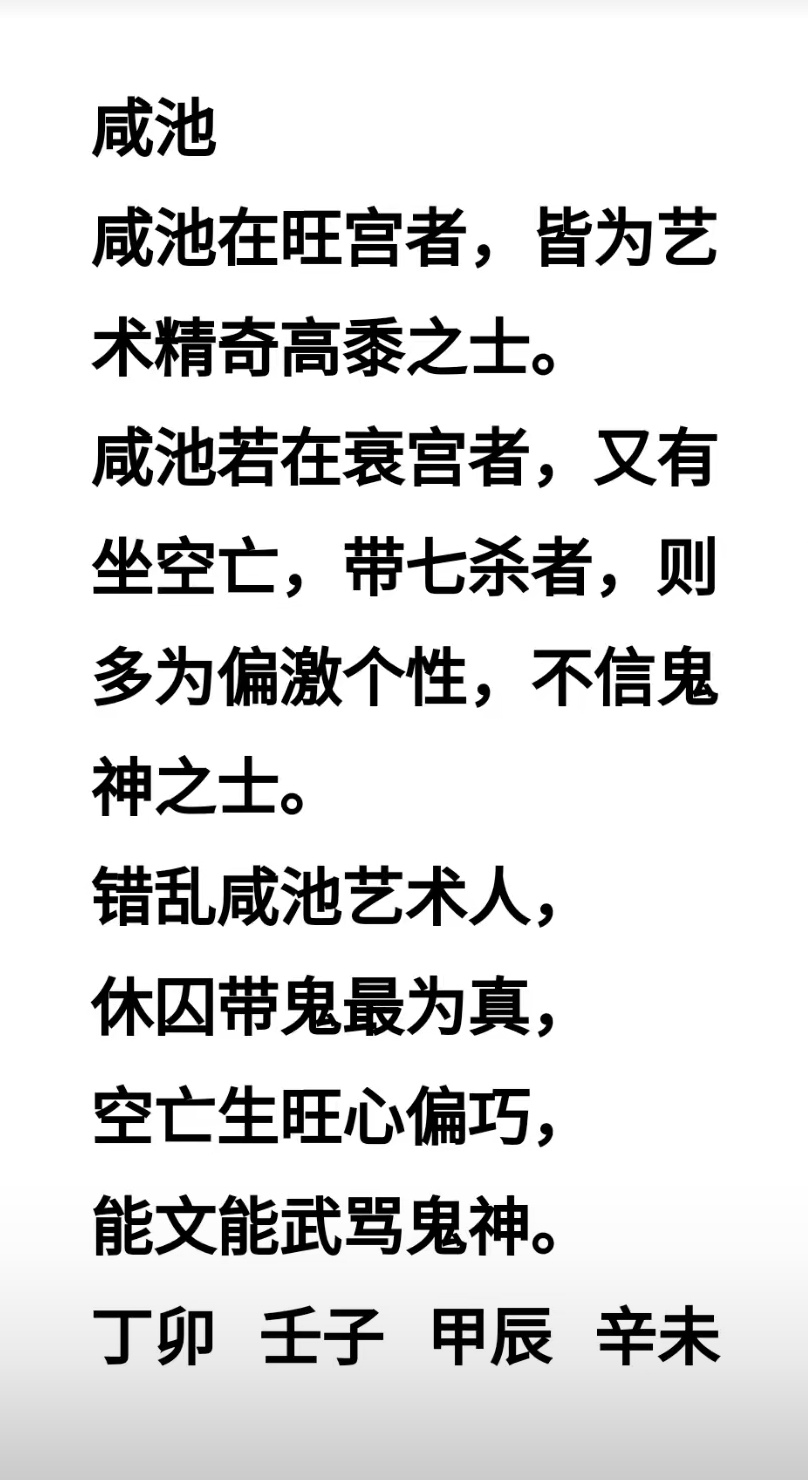 咸池
咸池在旺宫者，皆为艺
术精奇高黍之士。
咸池若在衰宫者，又有
坐空亡，带七杀者，则
多为偏激个性，不信鬼
神之士。
错乱咸池艺术人，
休囚带鬼最为真，
空亡生旺心偏巧，
能文能武骂鬼神。
丁卯 壬子 甲辰 辛未